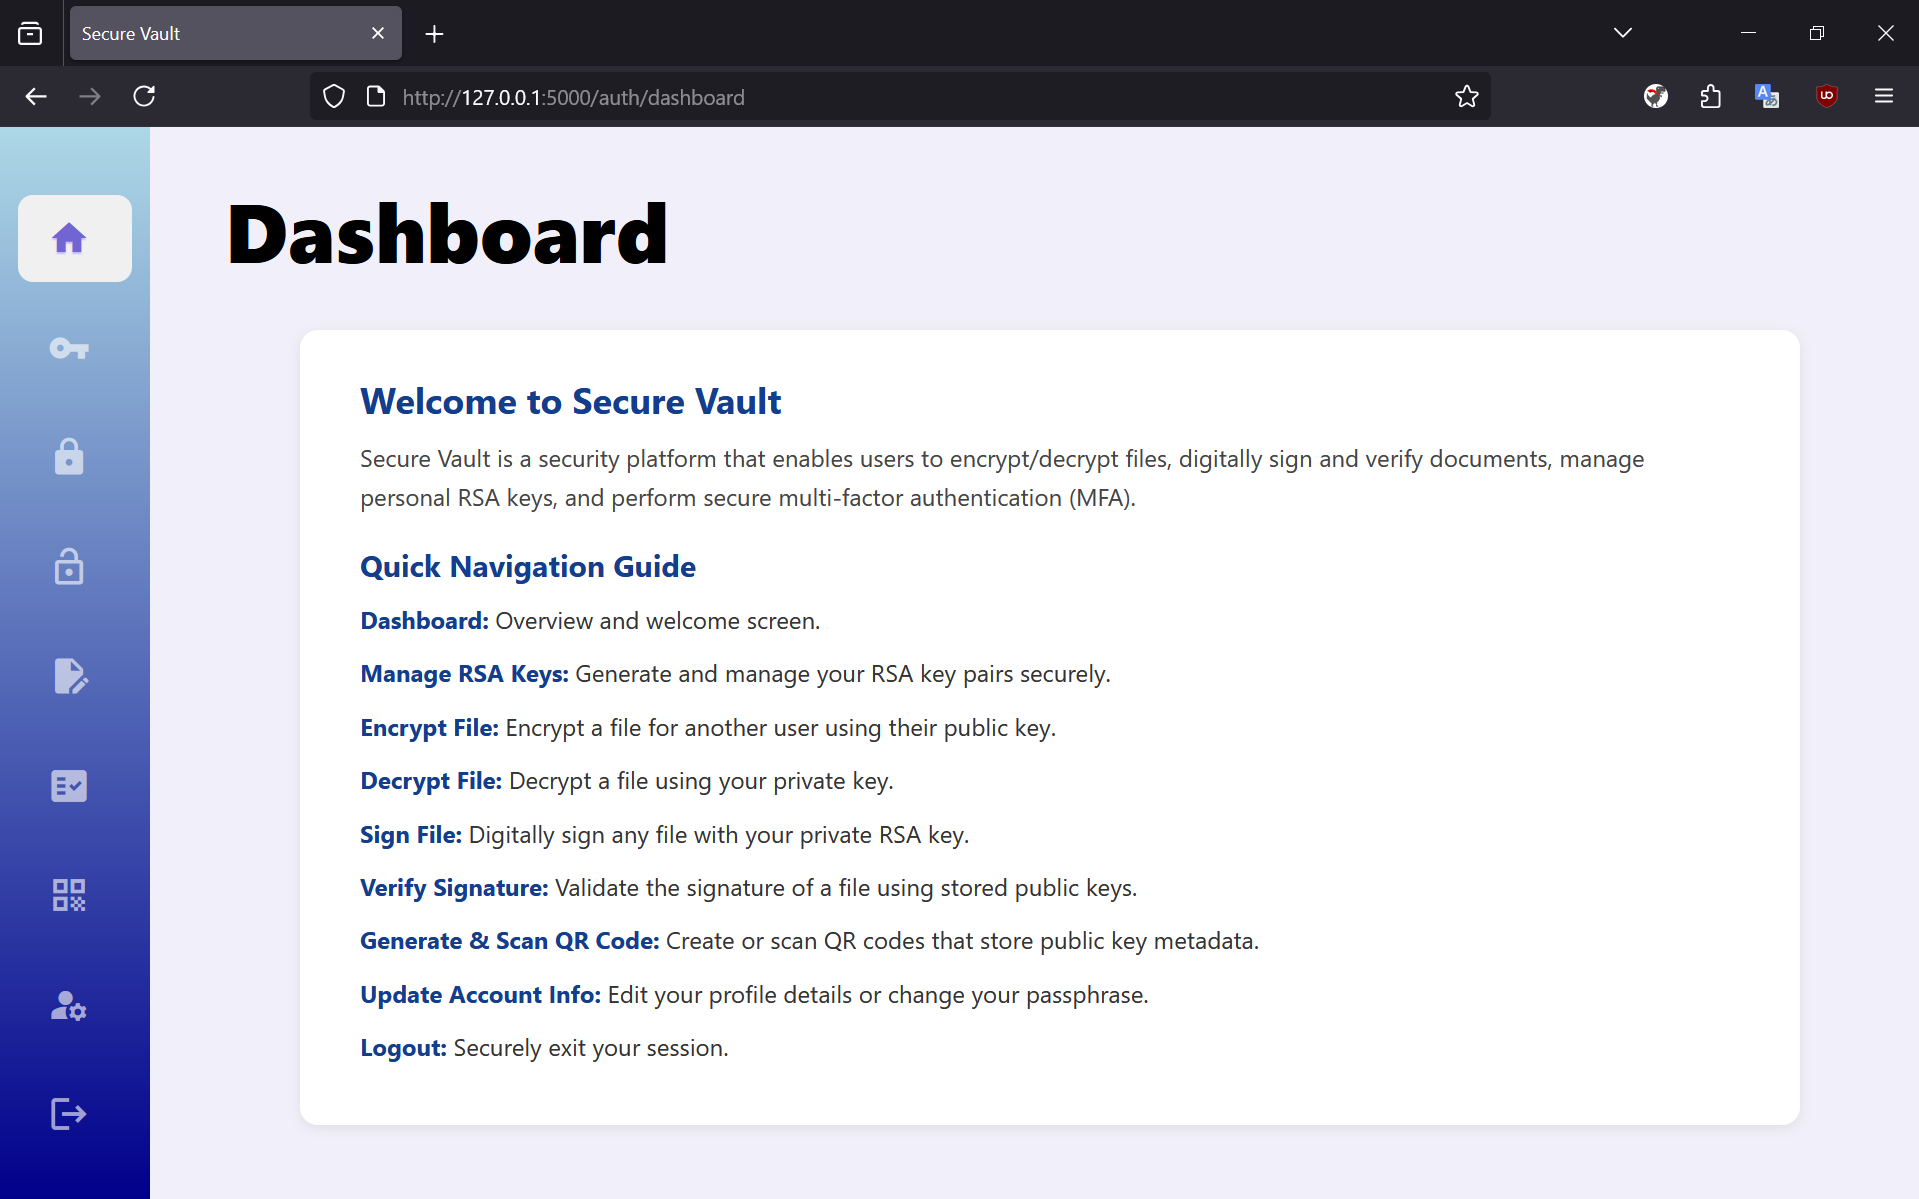 Secure Vault
http://127.0.0.1:5000/auth/dashboard
Dashboard
Welcome to Secure Vault
Secure Vault is a security platform that enables users to encrypt/decrypt files, digitally sign and verify documents, manage
personal RSA keys, and perform secure multi-factor authentication (MFA).
Quick Navigation Guide
Dashboard: Overview and welcome screen.
Manage RSA Keys: Generate and manage your RSA key pairs securely.
Encrypt File: Encrypt a file for another user using their public key.
Decrypt File: Decrypt a file using your private key.
Sign File: Digitally sign any file with your private RSA key.
Verify Signature: Validate the signature of a file using stored public keys.
Generate & Scan QR Code: Create or scan QR codes that store public key metadata.
Update Account Info: Edit your profile details or change your passphrase.
Logout: Securely exit your session.